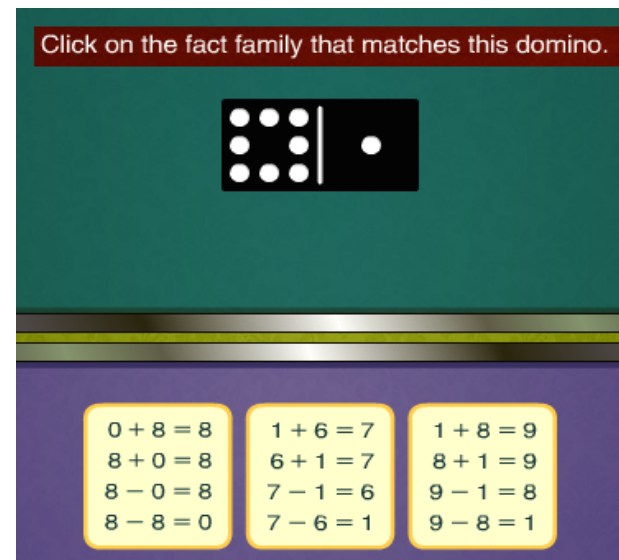 Click on the fact family that matches this domino.
0 + 8 = 8
8 + 0 = 8
8 − 0 = 8
8 − 8 = 0
1 + 6 = 7
6 + 1 = 7
7 − 1 = 6
7 − 6 = 1
1 + 8 = 9
8 + 1 = 9
9 − 1 = 8
9 − 8 = 1